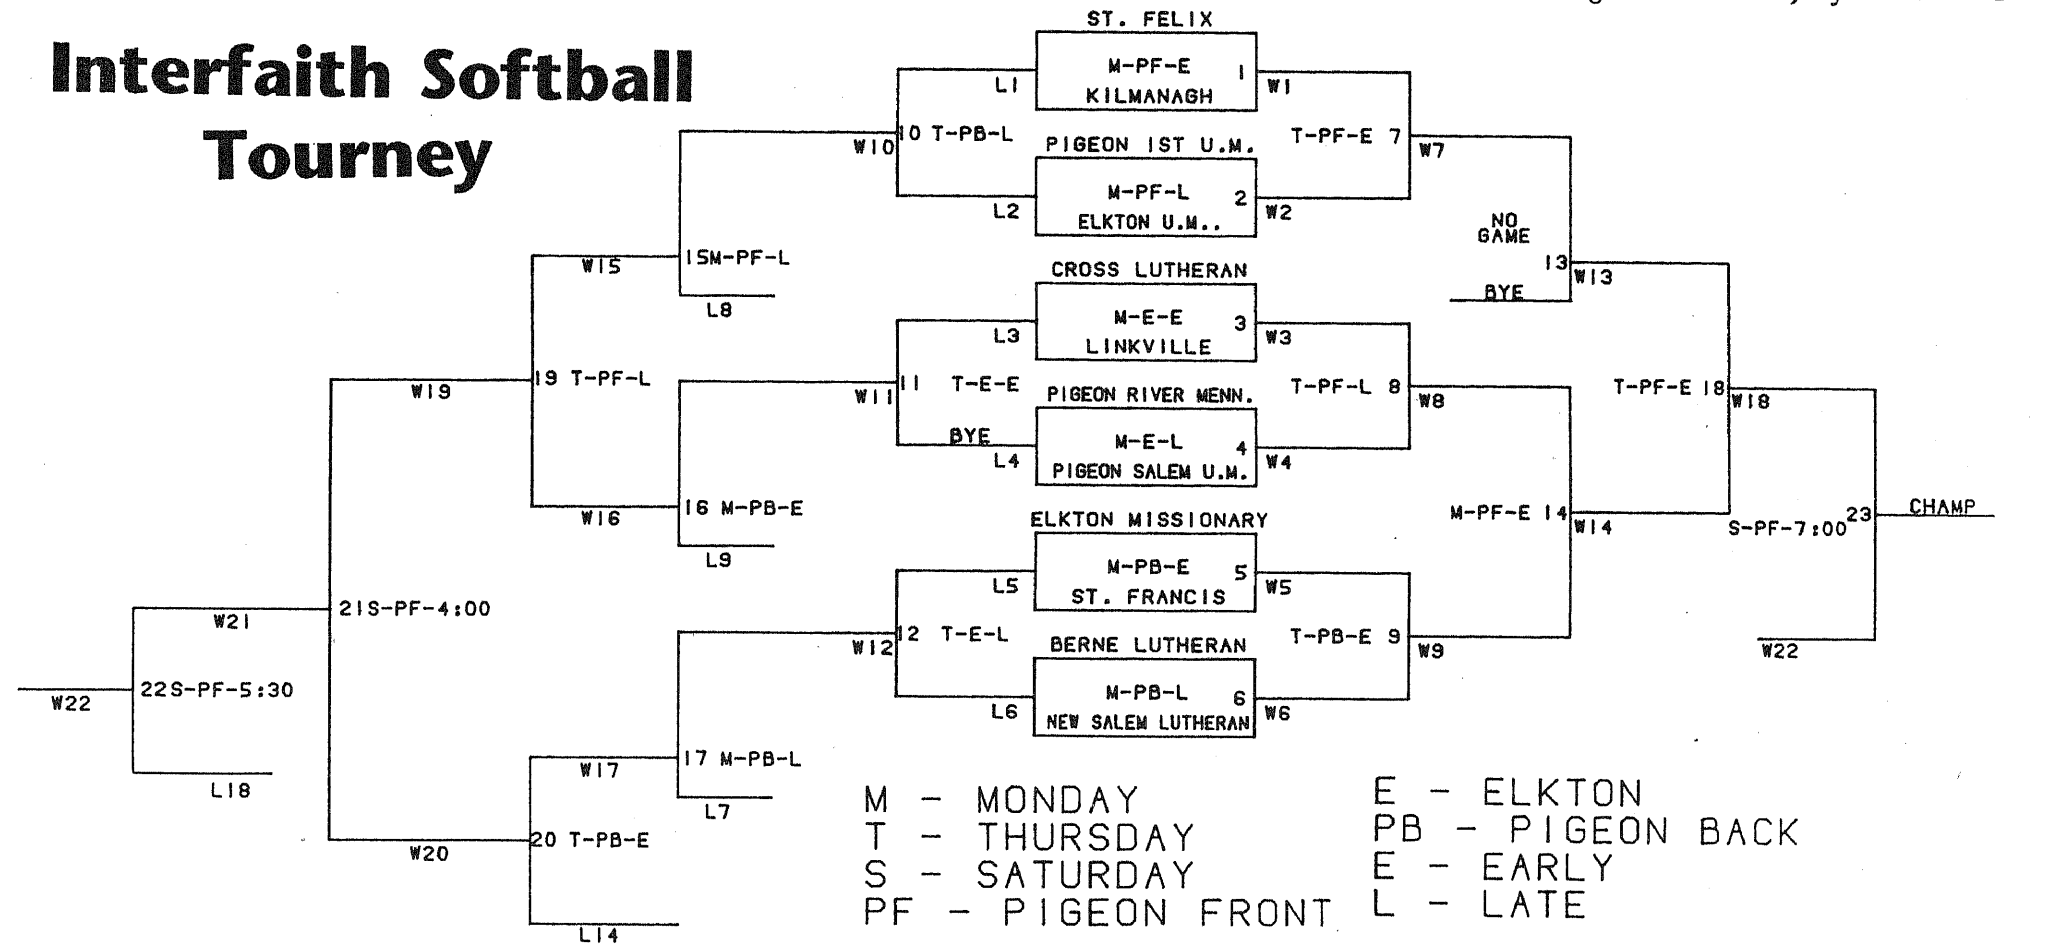 Interfaith Softball
Tourney
ST. FELIX
M-PF-E 1
KILMANAGH
L1
W1
10 T-PB-L
W10
PIGEON 1ST U.M.
T-PF-E 7
W7
M-PF-L 2
ELKTON U.M..
L2
W2
NO
GAME
13
W13
BYE
15M-PF-L
W15
L8
CROSS LUTHERAN
M-E-E 3
LINKVILLE
L3
W3
11 T-E-E
W11
PIGEON RIVER MENN.
T-PF-L 8
W8
BYE
L4
M-E-L 4
PIGEON SALEM U.M.
W4
19 T-PF-L
W19
T-PF-E 18
W18
16 M-PB-E
W16
L9
ELKTON MISSIONARY
M-PF-E 14
W14
S-PF-7:00 23
CHAMP
M-PB-E 5
ST. FRANCIS
L5
W5
21S-PF-4:00
W21
12 T-E-L
W12
BERNE LUTHERAN
T-PB-E 9
W9
W22
22S-PF-5:30
W22
M-PB-L 6
NEW SALEM LUTHERAN
L6
W6
17 M-PB-L
W17
L7
L18
20 T-PB-E
W20
L14
M - MONDAY
T - THURSDAY
S - SATURDAY
PF - PIGEON FRONT
E - ELKTON
PB - PIGEON BACK
E - EARLY
L - LATE